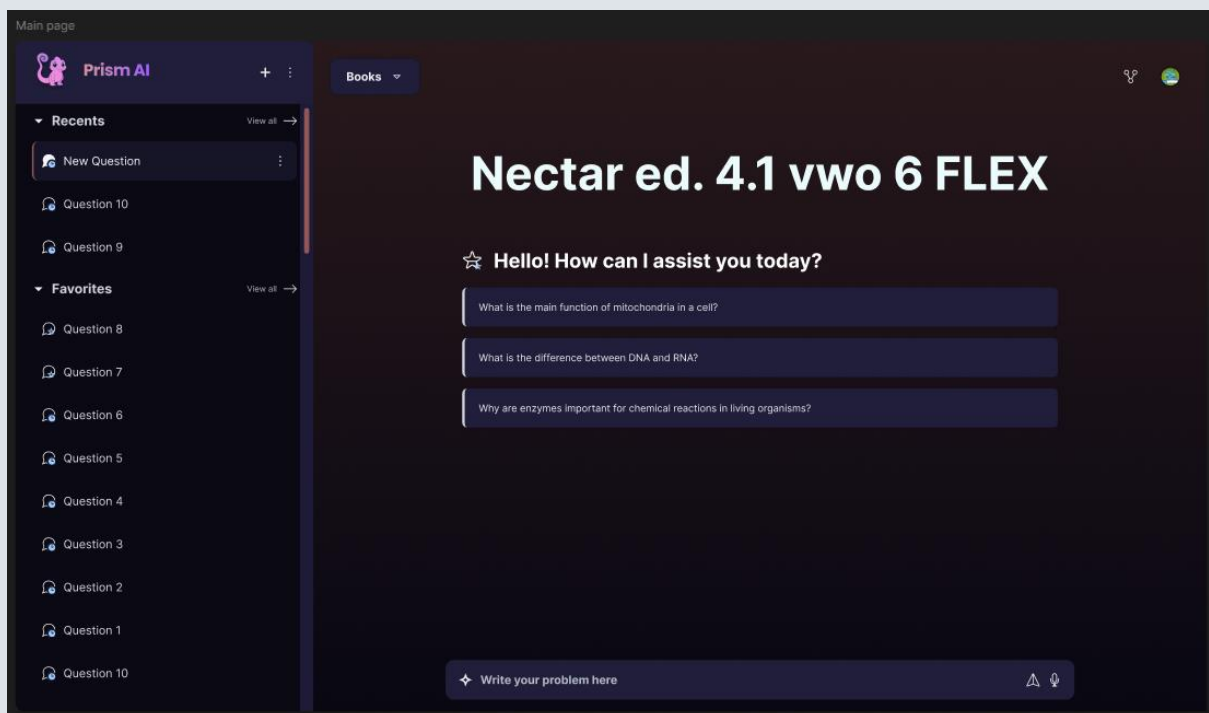 Main page
Prism AI
Recents
View all
New Question
Question 10
Question 9
Favorites
View all
Question 8
Question 7
Question 6
Question 5
Question 4
Question 3
Question 2
Question 1
Question 10
Books
Nectar ed. 4.1 vwo 6 FLEX
Hello! How can I assist you today?
What is the main function of mitochondria in a cell?
What is the difference between DNA and RNA?
Why are enzymes important for chemical reactions in living organisms?
Write your problem here